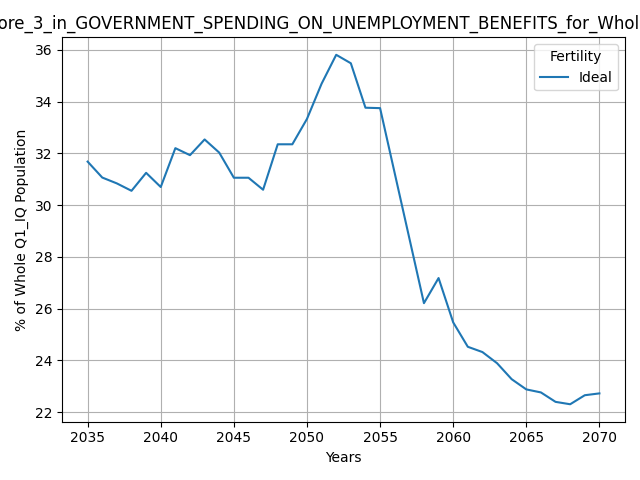 ore_3_in_GOVERNMENT_SPENDING_ON_UNEMPLOYMENT_BENEFITS_for_Whol
Fertility
Ideal
% of Whole Q1_IQ Population
36
34
32
30
28
26
24
22
2035 2040 2045 2050 2055 2060 2065 2070
Years